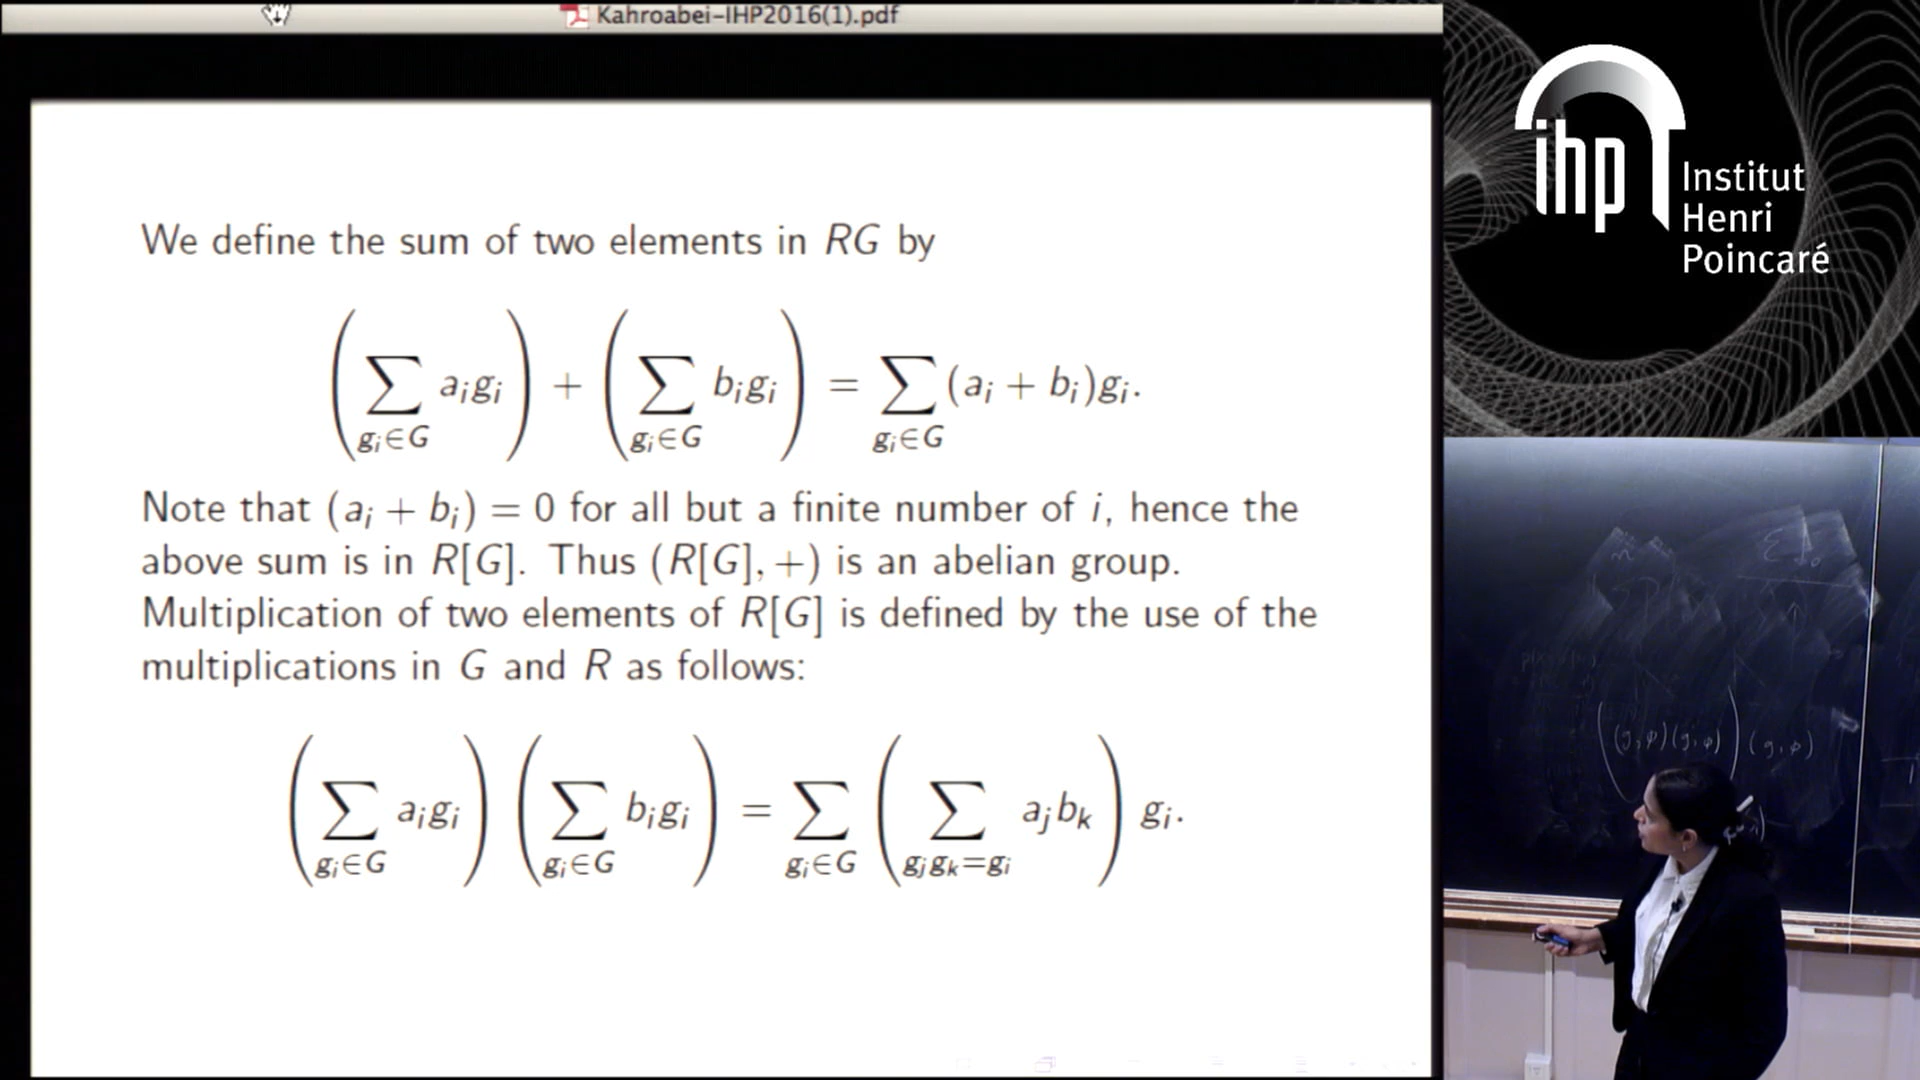 Kahroabei-IHP2016(1).pdf
We define the sum of two elements in RG by
(∑_{g_i∈G} a_i g_i) + (∑_{g_i∈G} b_i g_i) = ∑_{g_i∈G} (a_i + b_i)g_i.
Note that (a_i + b_i) = 0 for all but a finite number of i, hence the
above sum is in R[G]. Thus (R[G], +) is an abelian group.
Multiplication of two elements of R[G] is defined by the use of the
multiplications in G and R as follows:
(∑_{g_i∈G} a_i g_i) (∑_{g_i∈G} b_i g_i) = ∑_{g_i∈G} (∑_{g_j g_k=g_i} a_j b_k) g_i.
ihp
Institut
Henri
Poincaré